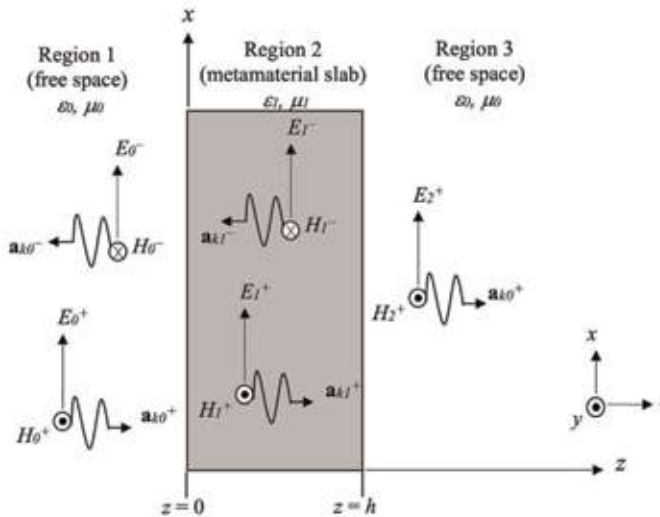 x
Region 1
(free space)
ε0, μ0
Region 2
(metamaterial slab)
ε1, μ1
Region 3
(free space)
ε0, μ0
E0⁻
E1⁻
E2⁺
ak0⁻
H0⁻
ak1⁻
H1⁻
H2⁺
ak0⁺
E0⁺
E1⁺
H0⁺
ak0⁺
H1⁺
ak1⁺
x
y
z
z = 0
z = h